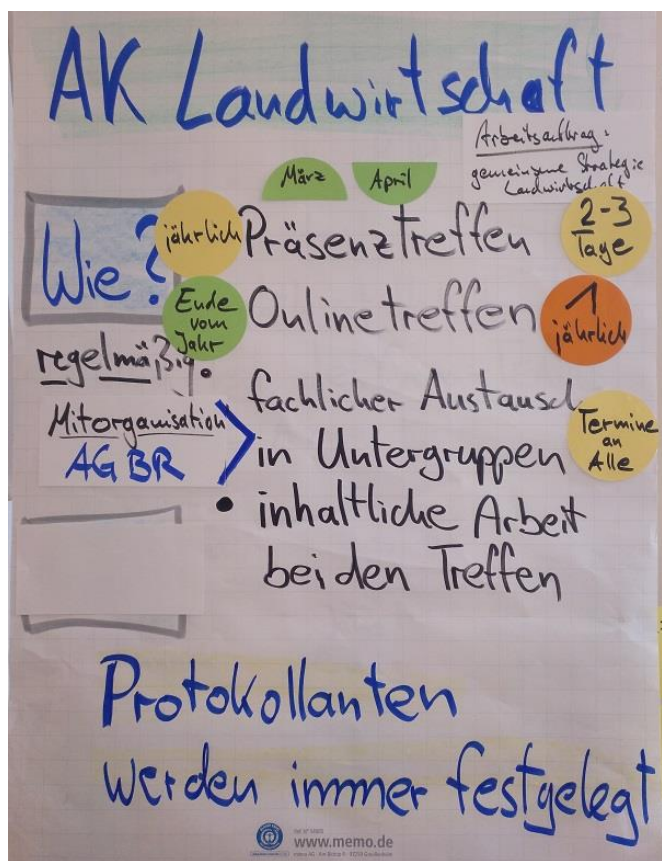 AK Landwirtschaft
Arbeitsauftrag:
gemeinsame Strategie
Landwirtschaft
März
April
Wie?
jährlich
Präsenztreffen
2-3
Tage
Ende
vom
Jahr
Onlinetreffen
1
jährlich
regelmäßig
fachlicher Austausch
in Untergruppen
Termine
an
Alle
Mitorganisation
AG BR
• inhaltliche Arbeit
bei den Treffen
Protokollanten
werden immer festgelegt
www.memo.de